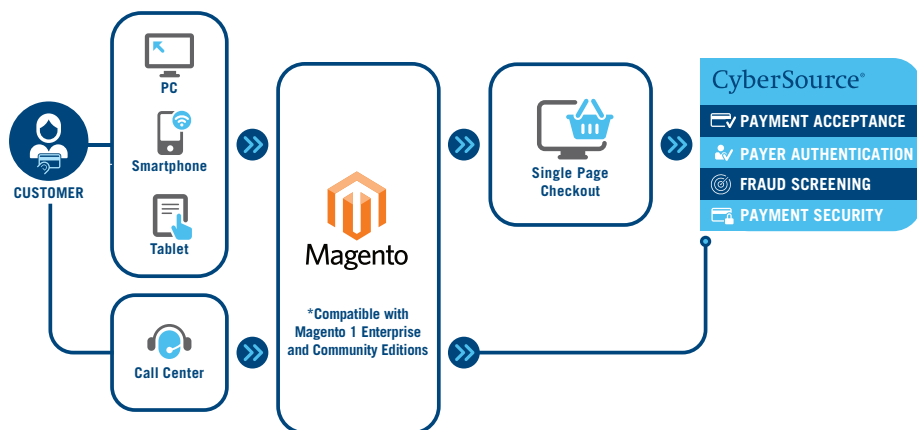 CUSTOMER
PC
Smartphone
Tablet
Call Center
Magento
*Compatible with
Magento 1 Enterprise
and Community Editions
Single Page
Checkout
CyberSource®
PAYMENT ACCEPTANCE
PAYER AUTHENTICATION
FRAUD SCREENING
PAYMENT SECURITY